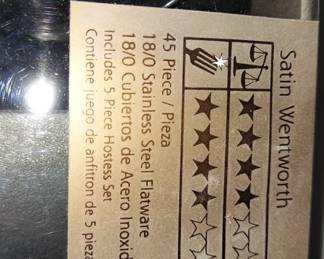 Satin Wentworth
45 Piece / Pieza
18/0 Stainless Steel Flatware
18/0 Cubiertos de Acero Inoxid
Includes 5 Piece Hostess Set
Contiene juego de anfitron de 5 pieza